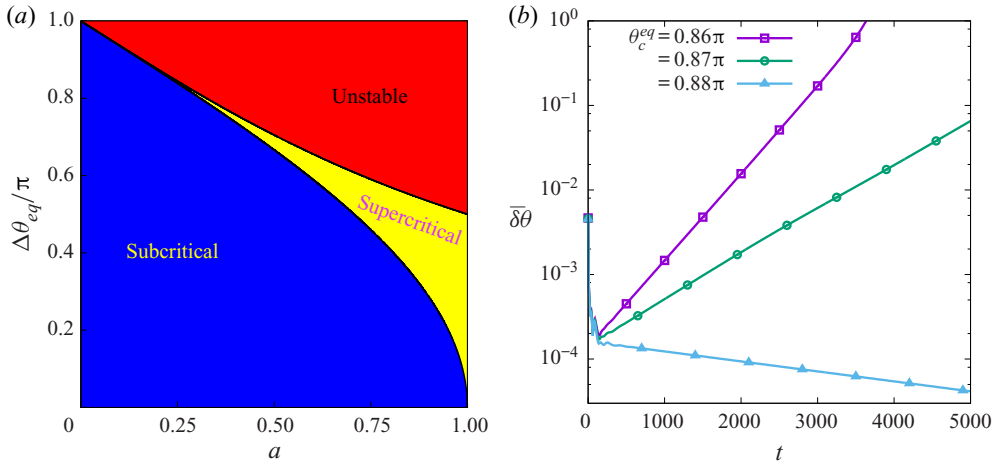 (a)
1.0
0.8
0.6
0.4
0.2
0
0.25
0.50
0.75
1.00
a
Δθeq/π
Unstable
Supercritical
Subcritical
(b)
10^0
10^-1
10^-2
10^-3
10^-4
0
1000
2000
3000
4000
5000
t
δ̅θ
θ_c^eq = 0.86π
= 0.87π
= 0.88π